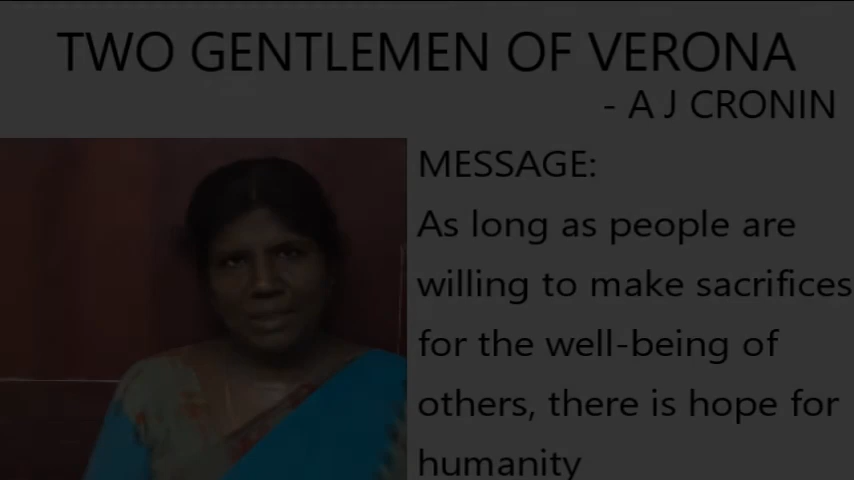 TWO GENTLEMEN OF VERONA
- A J CRONIN
MESSAGE:
As long as people are
willing to make sacrifices
for the well-being of
others, there is hope for
humanity